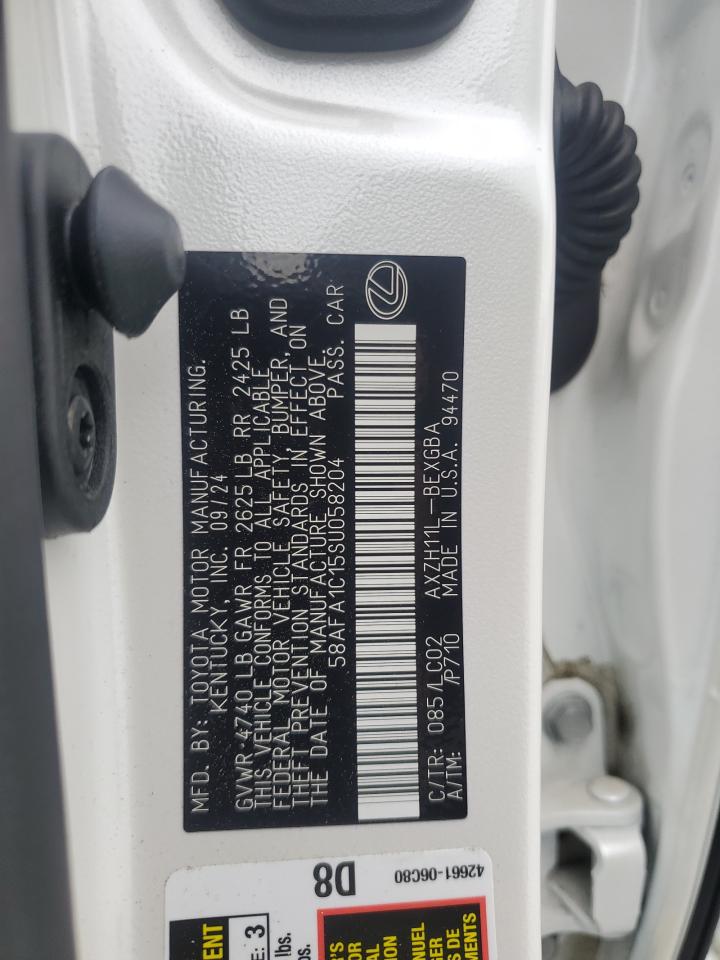 MFD. BY: TOYOTA MOTOR MANUFACTURING.
KENTUCKY, INC. 09/24
GVWR 4740 LB GAWR FR 2625 LB RR 2425 LB
THIS VEHICLE CONFORMS TO ALL APPLICABLE
FEDERAL MOTOR VEHICLE SAFETY, BUMPER, AND
THEFT PREVENTION STANDARDS IN EFFECT ON
THE DATE OF MANUFACTURE SHOWN ABOVE.
58AFA1C15SU058204 PASS. CAR
C/TR: 085/LC02 AXZH11L-BEXGBA
A/TM: /P710 MADE IN U.S.A. 94470
D8
42661-06C80
3
lbs.